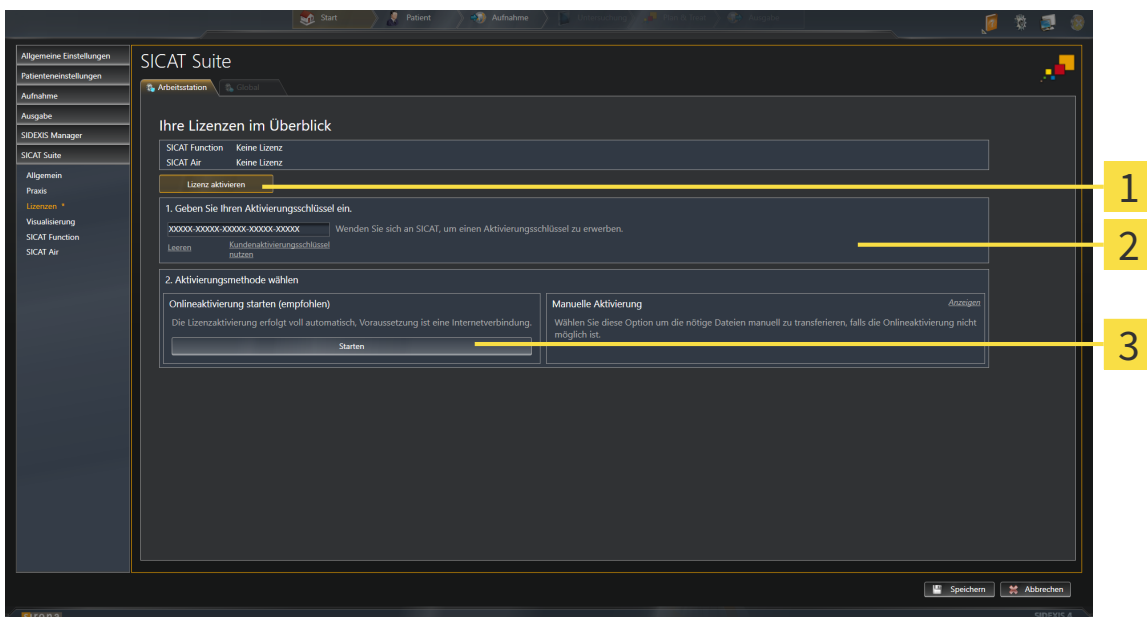 Start
Patient
Aufnahme
Allgemeine Einstellungen
Patienteneinstellungen
Aufnahme
Ausgabe
SIDEXIS Manager
SICAT Suite
Allgemein
Praxis
Lizenzen *
Visualisierung
SICAT Function
SICAT Air
SICAT Suite
Arbeitsstation
Global
Ihre Lizenzen im Überblick
SICAT Function Keine Lizenz
SICAT Air Keine Lizenz
Lizenz aktivieren
1
1. Geben Sie Ihren Aktivierungsschlüssel ein.
XXXXX-XXXXX-XXXXX-XXXXX-XXXXX Wenden Sie sich an SICAT, um einen Aktivierungsschlüssel zu erwerben.
Leeren
Kundenaktivierungsschlüssel
nutzen
2
2. Aktivierungsmethode wählen
Onlineaktivierung starten (empfohlen)
Die Lizenzaktivierung erfolgt voll automatisch, Voraussetzung ist eine Internetverbindung.
Starten
Manuelle Aktivierung
Anzeigen
Wählen Sie diese Option um die nötige Dateien manuell zu transferieren, falls die Onlineaktivierung nicht
möglich ist.
3
Speichern
Abbrechen
SIDEXIS 4